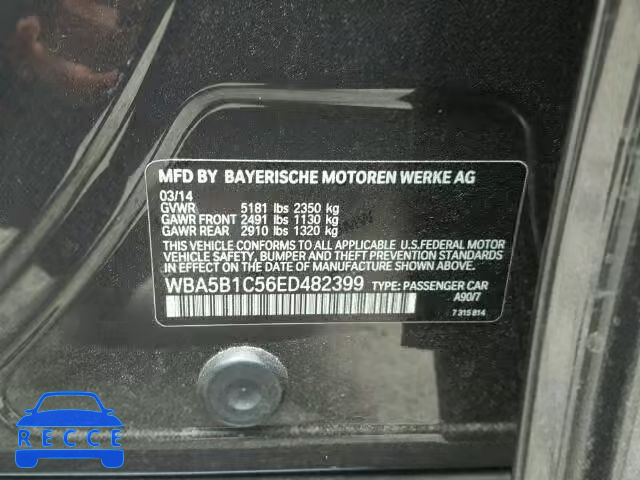 MFD BY BAYERISCHE MOTOREN WERKE AG
03/14
GVWR 5181 lbs 2350 kg
GAWR FRONT 2491 lbs 1130 kg
GAWR REAR 2910 lbs 1320 kg
THIS VEHICLE CONFORMS TO ALL APPLICABLE U.S.FEDERAL MOTOR
VEHICLE SAFETY, BUMPER AND THEFT PREVENTION STANDARDS
IN EFFECT ON THE DATE OF MANUFACTURE SHOWN ABOVE.
WBA5B1C56ED482399 TYPE: PASSENGER CAR
A90/7
7 315 814
RECCE